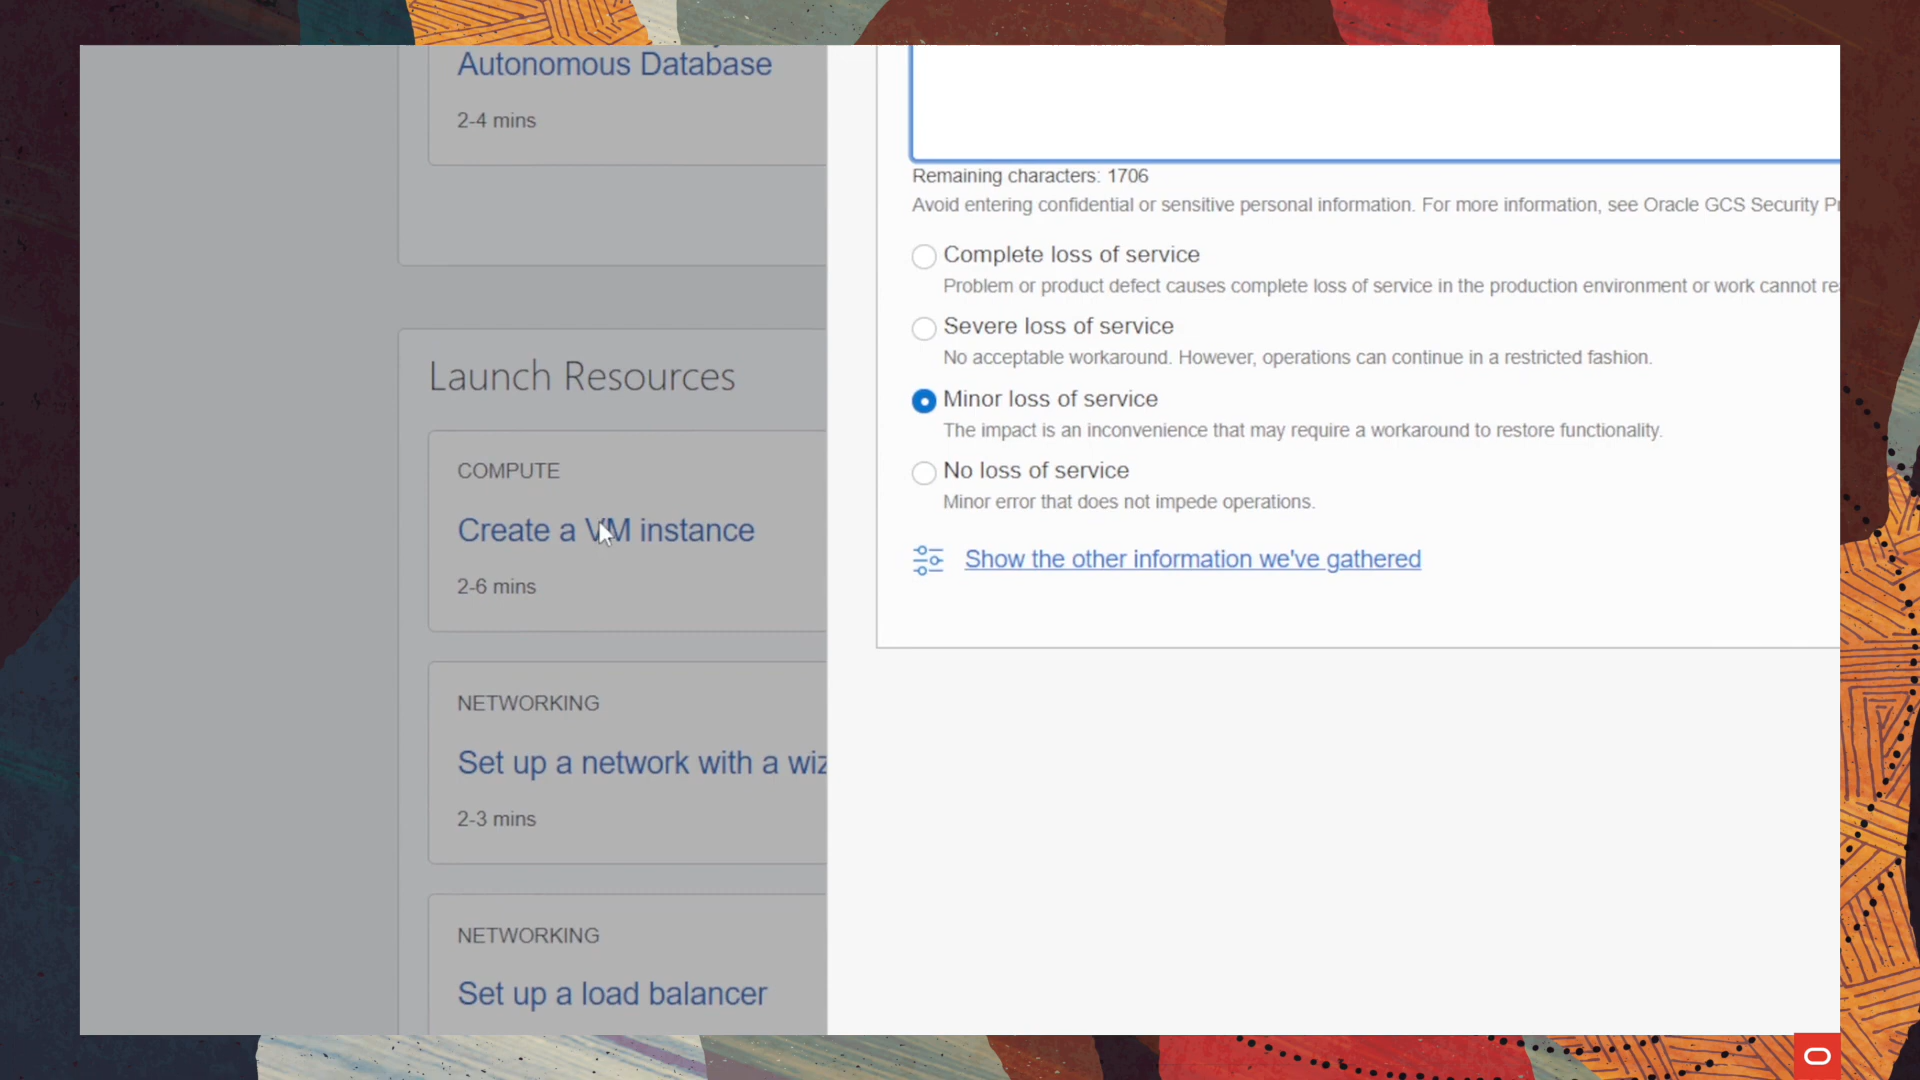 Autonomous Database
2-4 mins
Launch Resources
COMPUTE
Create a VM instance
2-6 mins
NETWORKING
Set up a network with a wiz
2-3 mins
NETWORKING
Set up a load balancer
Remaining characters: 1706
Avoid entering confidential or sensitive personal information. For more information, see Oracle GCS Security Pr
Complete loss of service
Problem or product defect causes complete loss of service in the production environment or work cannot re
Severe loss of service
No acceptable workaround. However, operations can continue in a restricted fashion.
Minor loss of service
The impact is an inconvenience that may require a workaround to restore functionality.
No loss of service
Minor error that does not impede operations.
Show the other information we've gathered